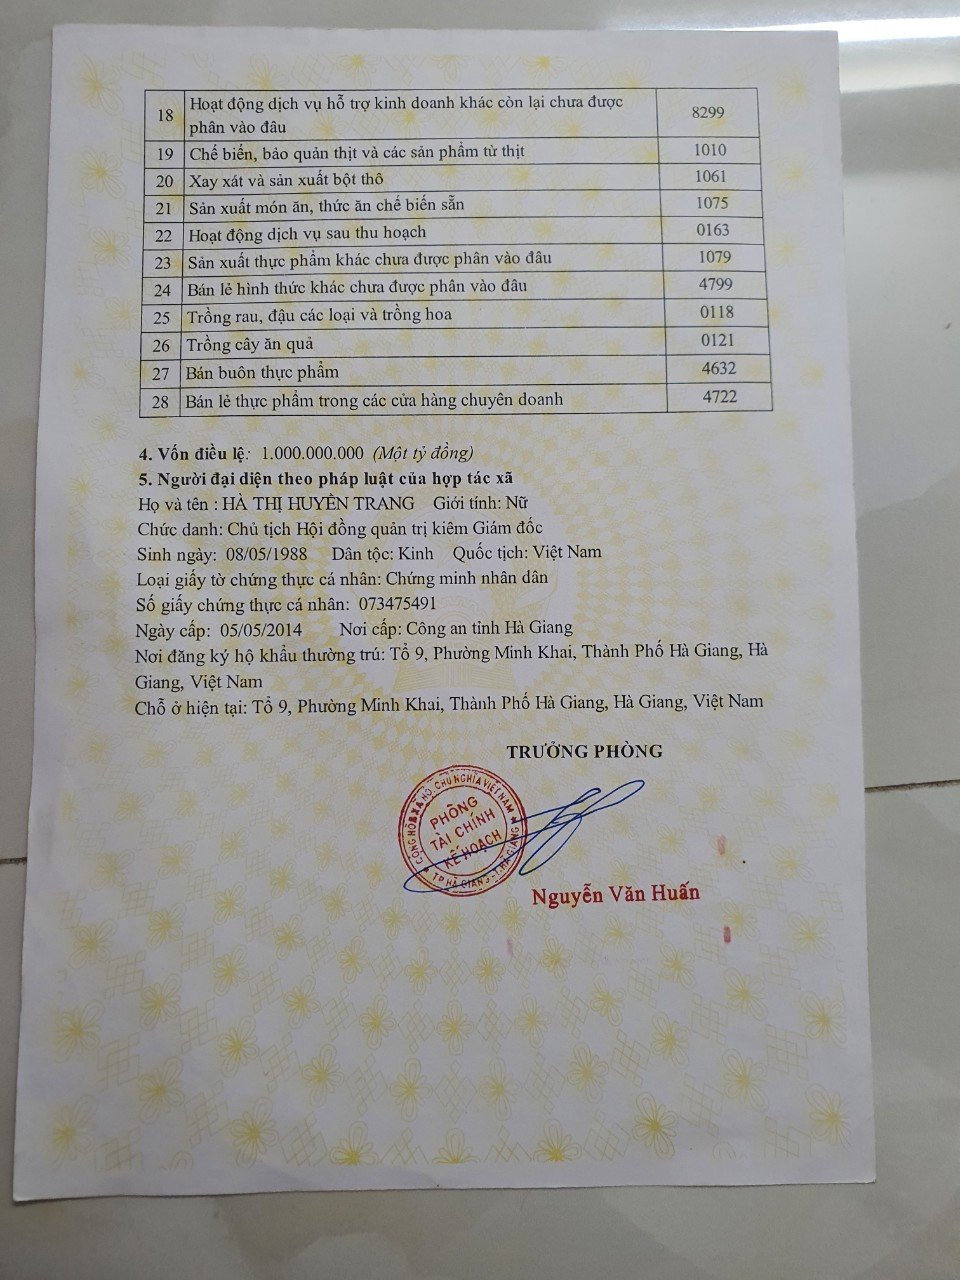 18 Hoạt động dịch vụ hỗ trợ kinh doanh khác còn lại chưa được
phân vào đâu 8299
19 Chế biến, bảo quản thịt và các sản phẩm từ thịt 1010
20 Xay xát và sản xuất bột thô 1061
21 Sản xuất món ăn, thức ăn chế biến sẵn 1075
22 Hoạt động dịch vụ sau thu hoạch 0163
23 Sản xuất thực phẩm khác chưa được phân vào đâu 1079
24 Bán lẻ hình thức khác chưa được phân vào đâu 4799
25 Trồng rau, đậu các loại và trồng hoa 0118
26 Trồng cây ăn quả 0121
27 Bán buôn thực phẩm 4632
28 Bán lẻ thực phẩm trong các cửa hàng chuyên doanh 4722
4. Vốn điều lệ: 1.000.000.000 (Một tỷ đồng)
5. Người đại diện theo pháp luật của hợp tác xã
Họ và tên : HÀ THỊ HUYỀN TRANG Giới tính: Nữ
Chức danh: Chủ tịch Hội đồng quản trị kiêm Giám đốc
Sinh ngày: 08/05/1988 Dân tộc: Kinh Quốc tịch: Việt Nam
Loại giấy tờ chứng thực cá nhân: Chứng minh nhân dân
Số giấy chứng thực cá nhân: 073475491
Ngày cấp: 05/05/2014 Nơi cấp: Công an tỉnh Hà Giang
Nơi đăng ký hộ khẩu thường trú: Tổ 9, Phường Minh Khai, Thành Phố Hà Giang, Hà
Giang, Việt Nam
Chỗ ở hiện tại: Tổ 9, Phường Minh Khai, Thành Phố Hà Giang, Hà Giang, Việt Nam
TRƯỞNG PHÒNG
CỘNG HÒA XÃ HỘI CHỦ NGHĨA VIỆT NAM
PHÒNG
TÀI CHÍNH
KẾ HOẠCH
TP HÀ GIANG - T.HÀ GIANG
Nguyễn Văn Huấn